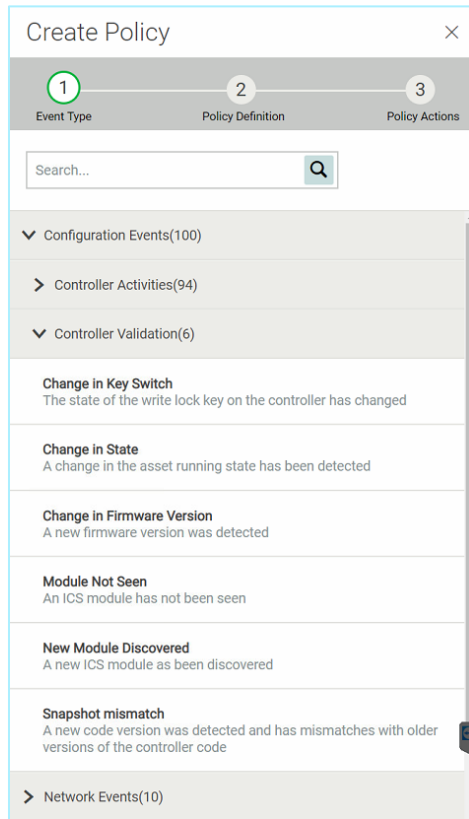 Create Policy
1 2 3
Event Type Policy Definition Policy Actions
Search...
Configuration Events(100)
Controller Activities(94)
Controller Validation(6)
Change in Key Switch
The state of the write lock key on the controller has changed
Change in State
A change in the asset running state has been detected
Change in Firmware Version
A new firmware version was detected
Module Not Seen
An ICS module has not been seen
New Module Discovered
A new ICS module as been discovered
Snapshot mismatch
A new code version was detected and has mismatches with older
versions of the controller code
Network Events(10)